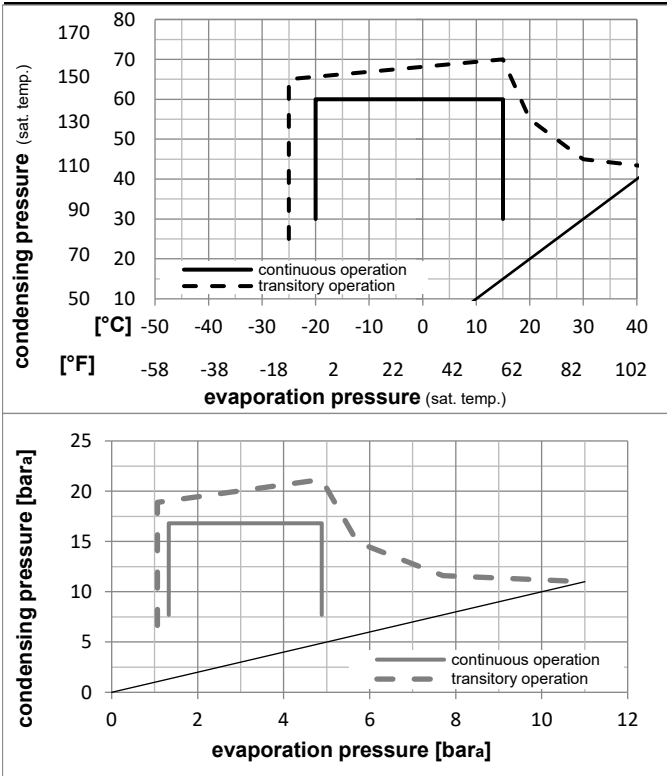 170 80
150 70
60
130 50
110 40
90 30
70 20
50 10
condensing pressure (sat. temp.)
continuous operation
transitory operation
[°C] -50 -40 -30 -20 -10 0 10 20 30 40
[°F] -58 -38 -18 2 22 42 62 82 102
evaporation pressure (sat. temp.)
25
20
15
10
5
0
condensing pressure [bara]
continuous operation
transitory operation
0 2 4 6 8 10 12
evaporation pressure [bara]